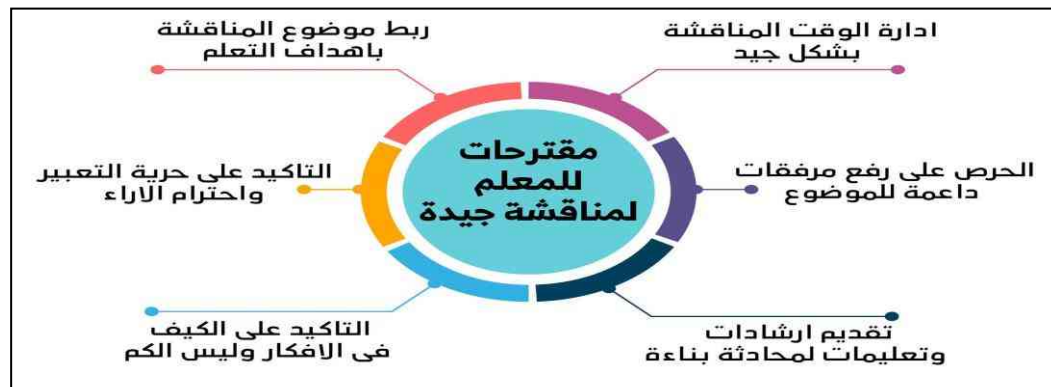 مقترحات
للمعلم
لمناقشة جيدة
ادارة الوقت المناقشة
بشكل جيد
الحرص على رفع مرفقات
داعمة للموضوع
تقديم ارشادات
وتعليمات لمحادثة بناءة
ربط موضوع المناقشة
باهداف التعلم
التاكيد على حرية التعبير
واحترام الاراء
التاكيد على الكيف
فى الافكار وليس الكم